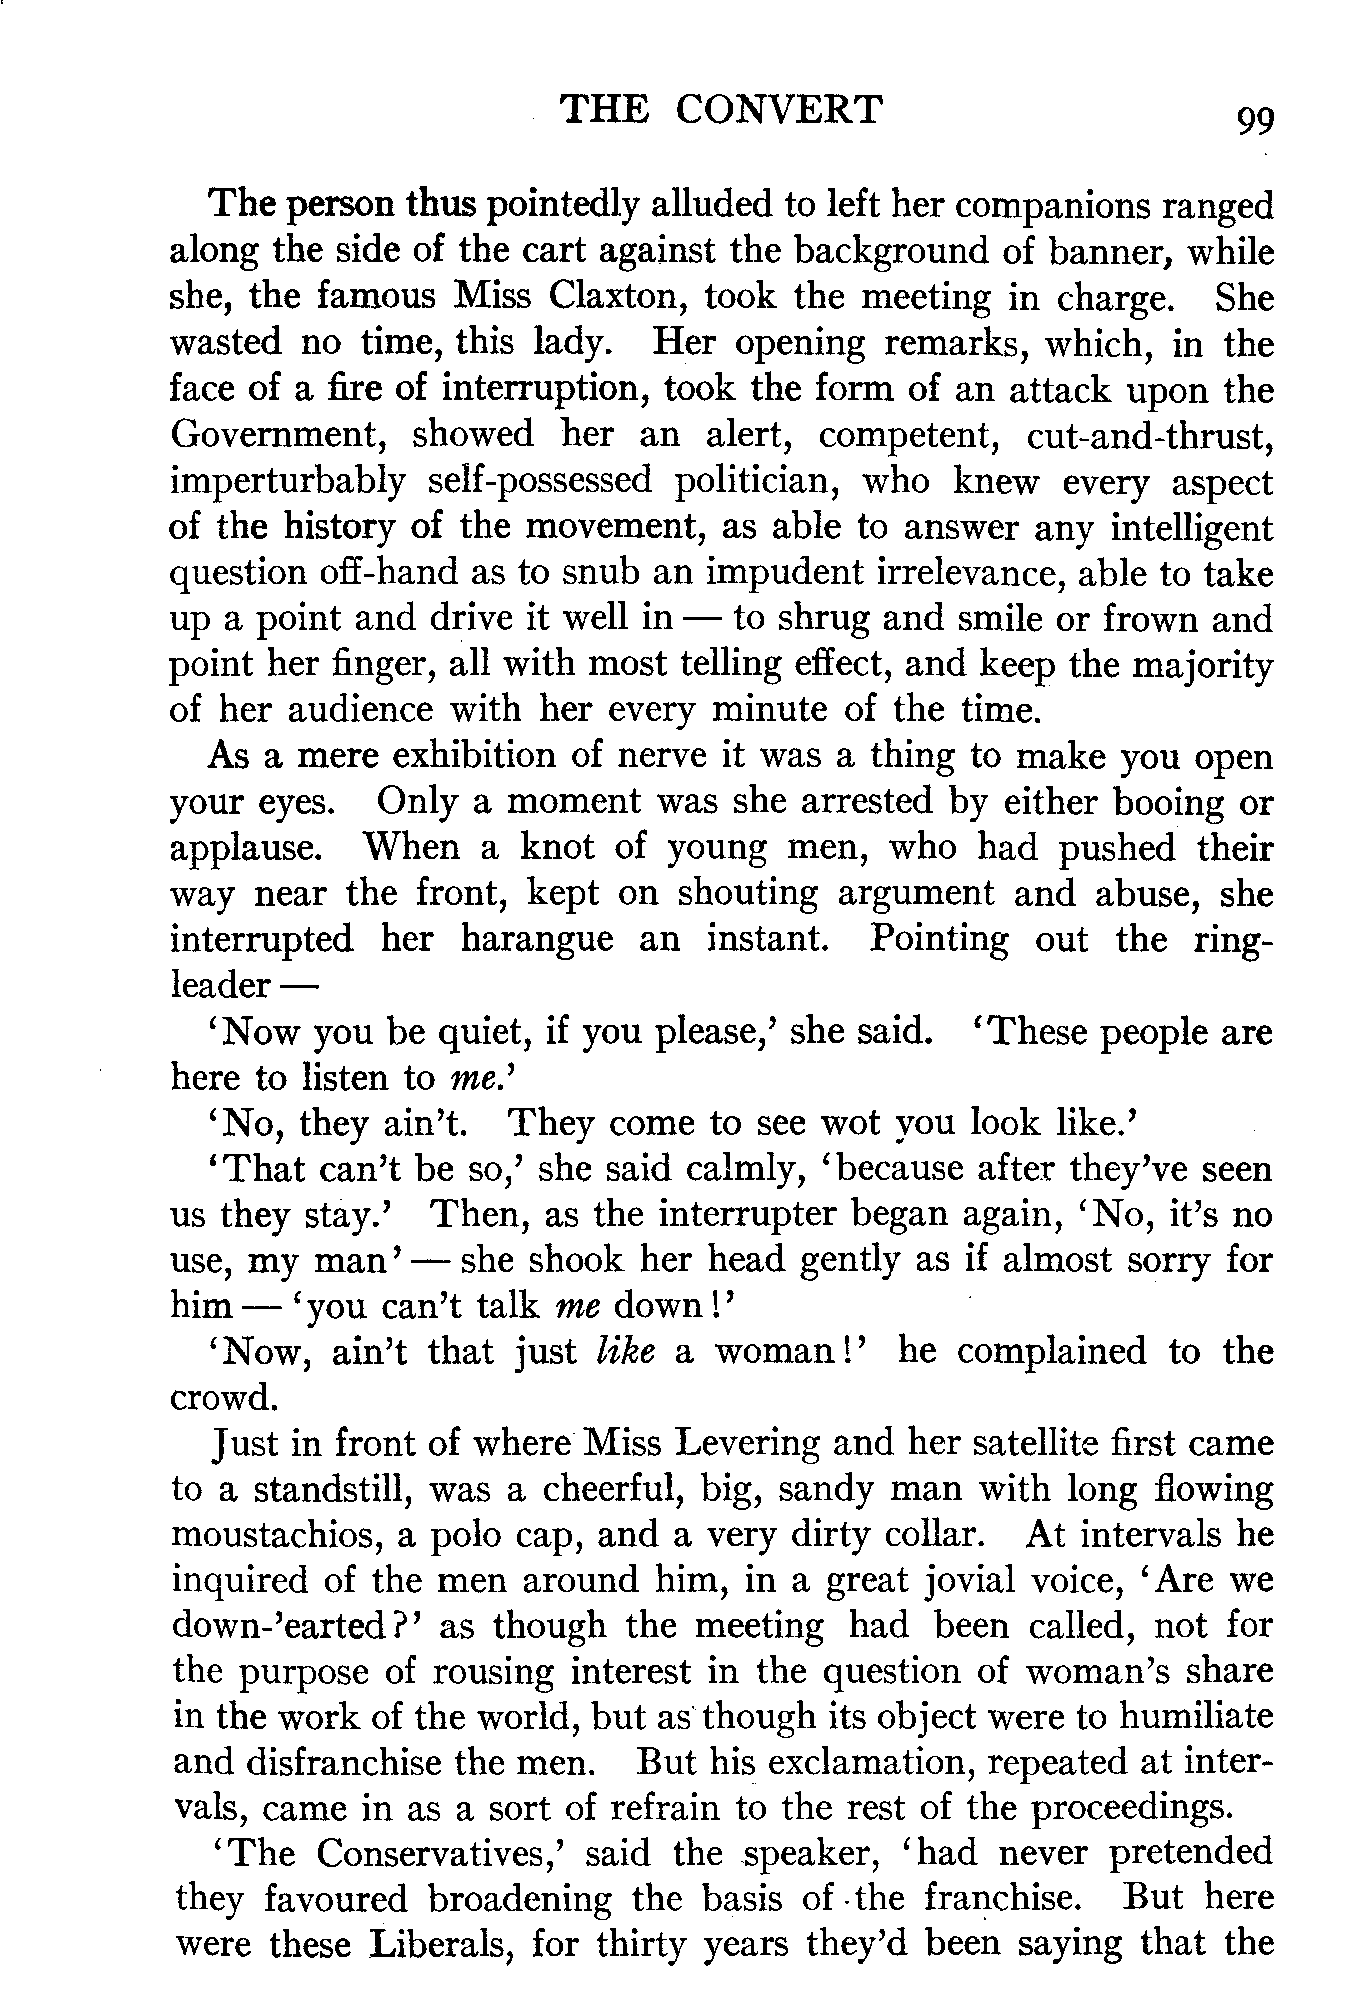 THE CONVERT 99
The person thus pointedly alluded to left her companions ranged
along the side of the cart against the background of banner, while
she, the famous Miss Claxton, took the meeting in charge. She
wasted no time, this lady. Her opening remarks, which, in the
face of a fire of interruption, took the form of an attack upon the
Government, showed her an alert, competent, cut-and-thrust,
imperturbably self-possessed politician, who knew every aspect
of the history of the movement, as able to answer any intelligent
question off-hand as to snub an impudent irrelevance, able to take
up a point and drive it well in — to shrug and smile or frown and
point her finger, all with most telling effect, and keep the majority
of her audience with her every minute of the time.
As a mere exhibition of nerve it was a thing to make you open
your eyes. Only a moment was she arrested by either booing or
applause. When a knot of young men, who had pushed their
way near the front, kept on shouting argument and abuse, she
interrupted her harangue an instant. Pointing out the ring-
leader —
‘Now you be quiet, if you please,’ she said. ‘These people are
here to listen to me.’
‘No, they ain’t. They come to see wot you look like.’
‘That can’t be so,’ she said calmly, ‘because after they’ve seen
us they stay.’ Then, as the interrupter began again, ‘No, it’s no
use, my man’ — she shook her head gently as if almost sorry for
him — ‘you can’t talk me down!’
‘Now, ain’t that just like a woman!’ he complained to the
crowd.
Just in front of where Miss Levering and her satellite first came
to a standstill, was a cheerful, big, sandy man with long flowing
moustachios, a polo cap, and a very dirty collar. At intervals he
inquired of the men around him, in a great jovial voice, ‘Are we
down-’earted?’ as though the meeting had been called, not for
the purpose of rousing interest in the question of woman’s share
in the work of the world, but as though its object were to humiliate
and disfranchise the men. But his exclamation, repeated at inter-
vals, came in as a sort of refrain to the rest of the proceedings.
‘The Conservatives,’ said the speaker, ‘had never pretended
they favoured broadening the basis of the franchise. But here
were these Liberals, for thirty years they’d been saying that the